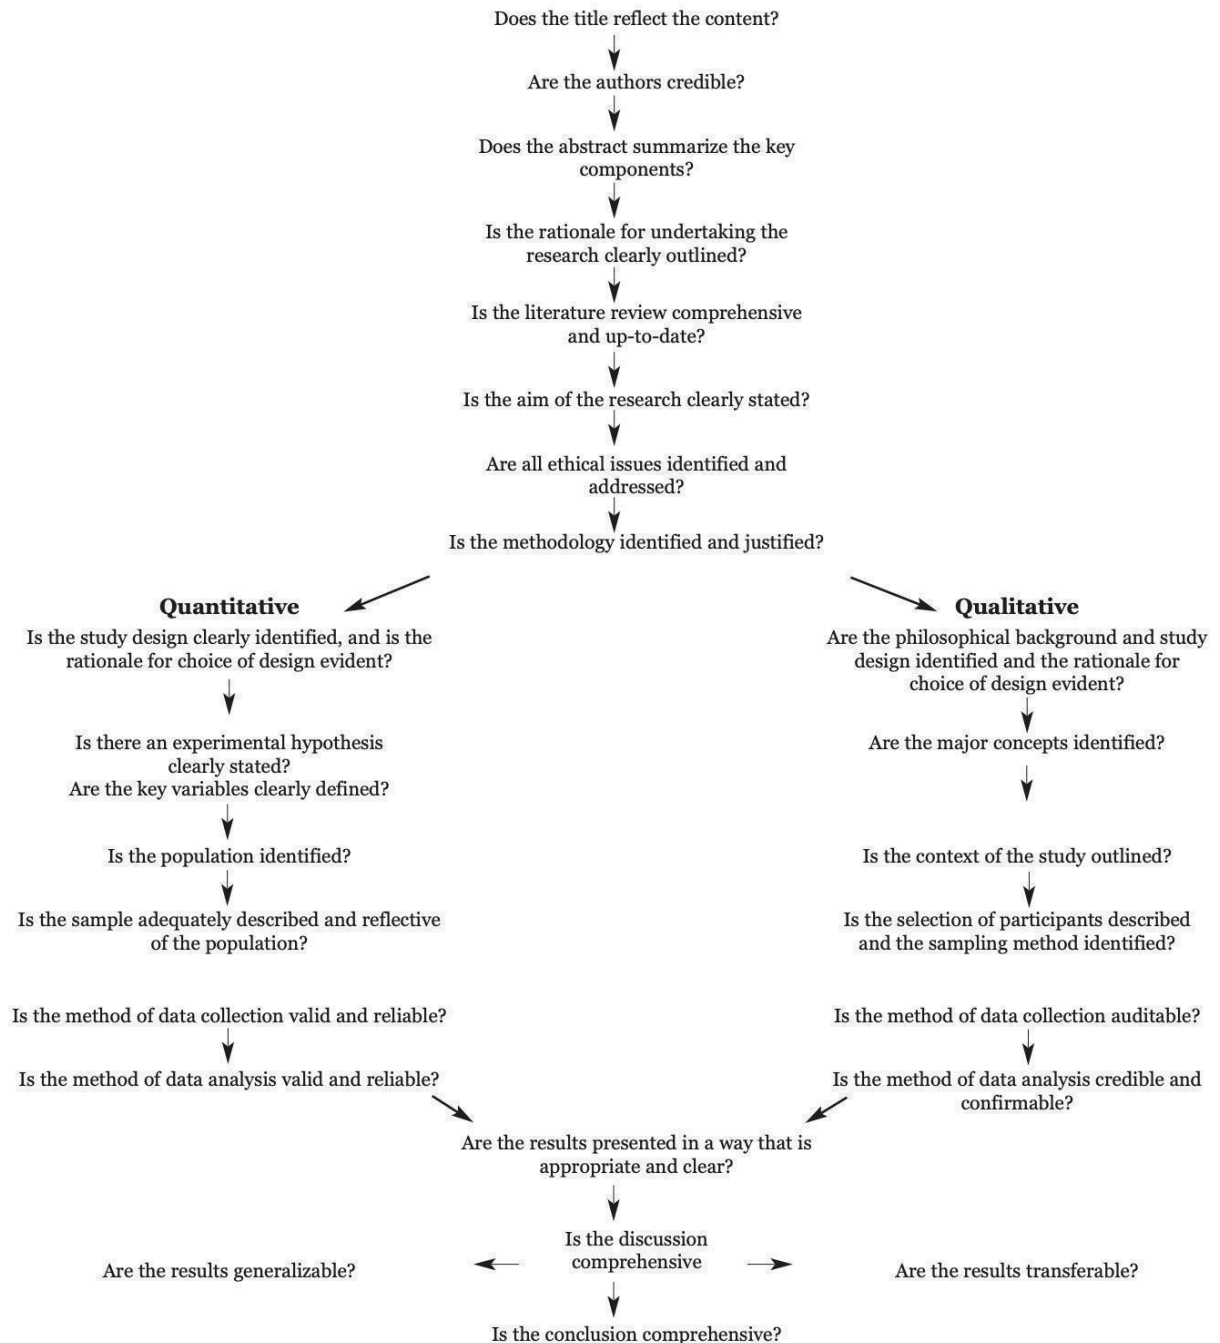 Does the title reflect the content?
Are the authors credible?
Does the abstract summarize the key
components?
Is the rationale for undertaking the
research clearly outlined?
Is the literature review comprehensive
and up-to-date?
Is the aim of the research clearly stated?
Are all ethical issues identified and
addressed?
Is the methodology identified and justified?
Quantitative
Is the study design clearly identified, and is the
rationale for choice of design evident?
Is there an experimental hypothesis
clearly stated?
Are the key variables clearly defined?
Is the population identified?
Is the sample adequately described and reflective
of the population?
Is the method of data collection valid and reliable?
Is the method of data analysis valid and reliable?
Qualitative
Are the philosophical background and study
design identified and the rationale for
choice of design evident?
Are the major concepts identified?
Is the context of the study outlined?
Is the selection of participants described
and the sampling method identified?
Is the method of data collection auditable?
Is the method of data analysis credible and
confirmable?
Are the results presented in a way that is
appropriate and clear?
Is the discussion
comprehensive
Are the results generalizable?
Are the results transferable?
Is the conclusion comprehensive?